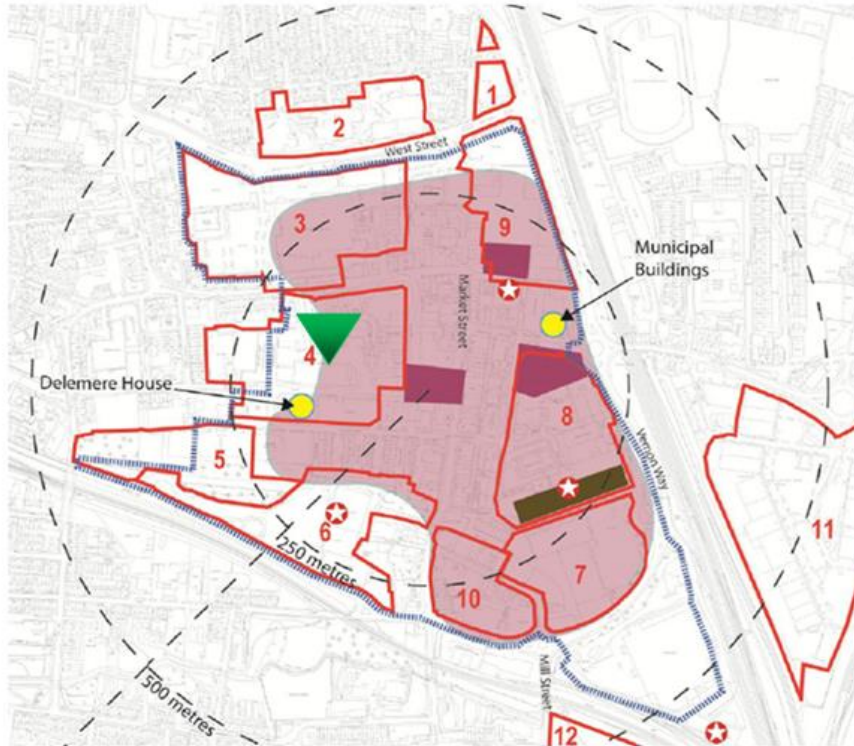 1
2
West Street
3
9
Municipal
Buildings
Market Street
4
Delemere House
8
5
Vernon Way
6
11
250 metres
7
10
Mill Street
500 metres
12